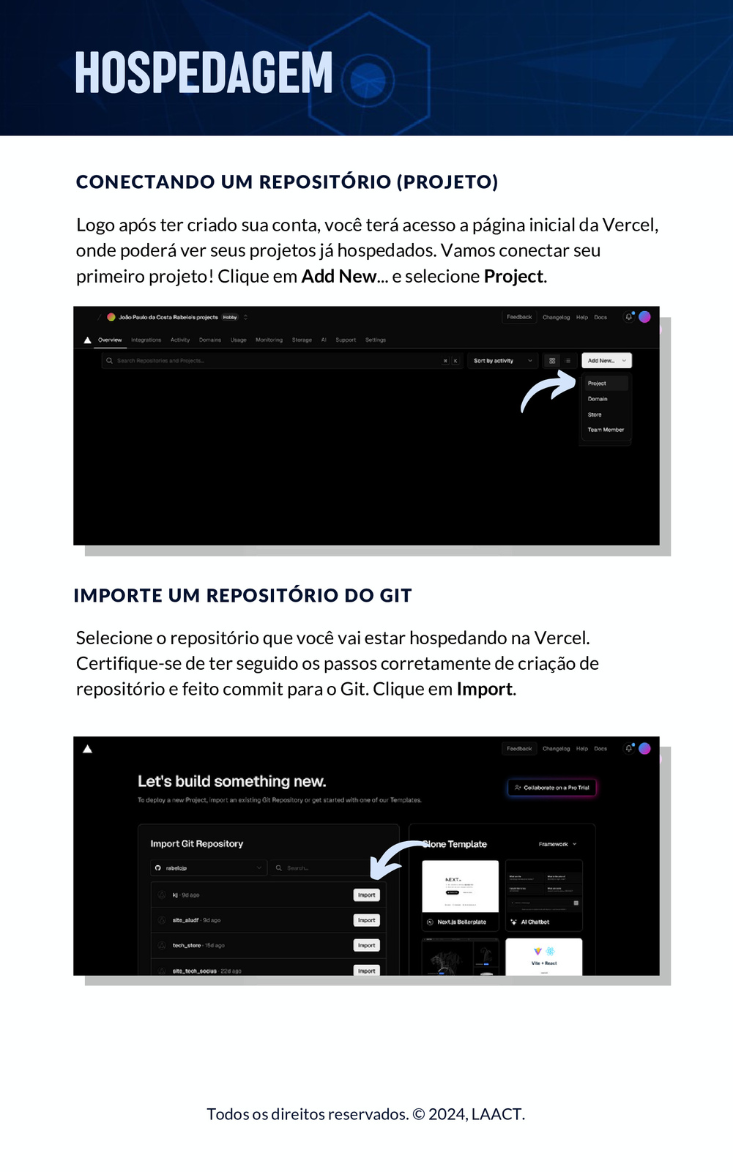 HOSPEDAGEM
CONECTANDO UM REPOSITÓRIO (PROJETO)
Logo após ter criado sua conta, você terá acesso a página inicial da Vercel,
onde poderá ver seus projetos já hospedados. Vamos conectar seu
primeiro projeto! Clique em Add New... e selecione Project.
João Paulo da Costa Rabelo's projects Hobby Feedback Changelog Help Docs
Overview Integrations Activity Domains Usage Monitoring Storage AI Support Settings
Search Repositories and Projects... K Sort by activity Add New...
Project
Domain
Store
Team Member
IMPORTE UM REPOSITÓRIO DO GIT
Selecione o repositório que você vai estar hospedando na Vercel.
Certifique-se de ter seguido os passos corretamente de criação de
repositório e feito commit para o Git. Clique em Import.
Feedback Changelog Help Docs
Let's build something new.
To deploy a new Project, import an existing Git Repository or get started with one of our Templates.
Collaborate on a Pro Trial
Import Git Repository
rabelojp Search...
kj · 9d ago Import
site_aludf · 9d ago Import
tech_store · 15d ago Import
site_tech_socius · 22d ago Import
Clone Template Framework
NEXT.
Next.js Boilerplate AI Chatbot
Vite + React
Todos os direitos reservados. © 2024, LAACT.